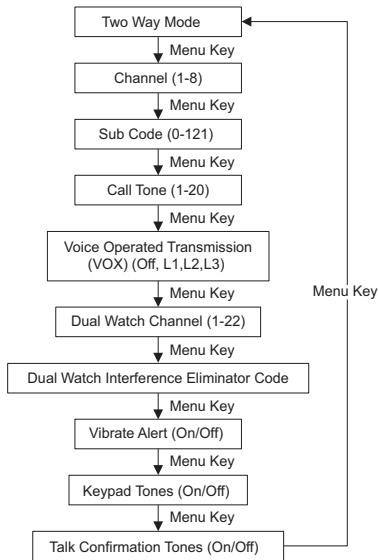 Two Way Mode
Menu Key
Channel (1-8)
Menu Key
Sub Code (0-121)
Menu Key
Call Tone (1-20)
Menu Key
Voice Operated Transmission
(VOX) (Off, L1,L2,L3)
Menu Key
Dual Watch Channel (1-22)
Menu Key
Dual Watch Interference Eliminator Code
Menu Key
Vibrate Alert (On/Off)
Menu Key
Keypad Tones (On/Off)
Menu Key
Talk Confirmation Tones (On/Off)
Menu Key